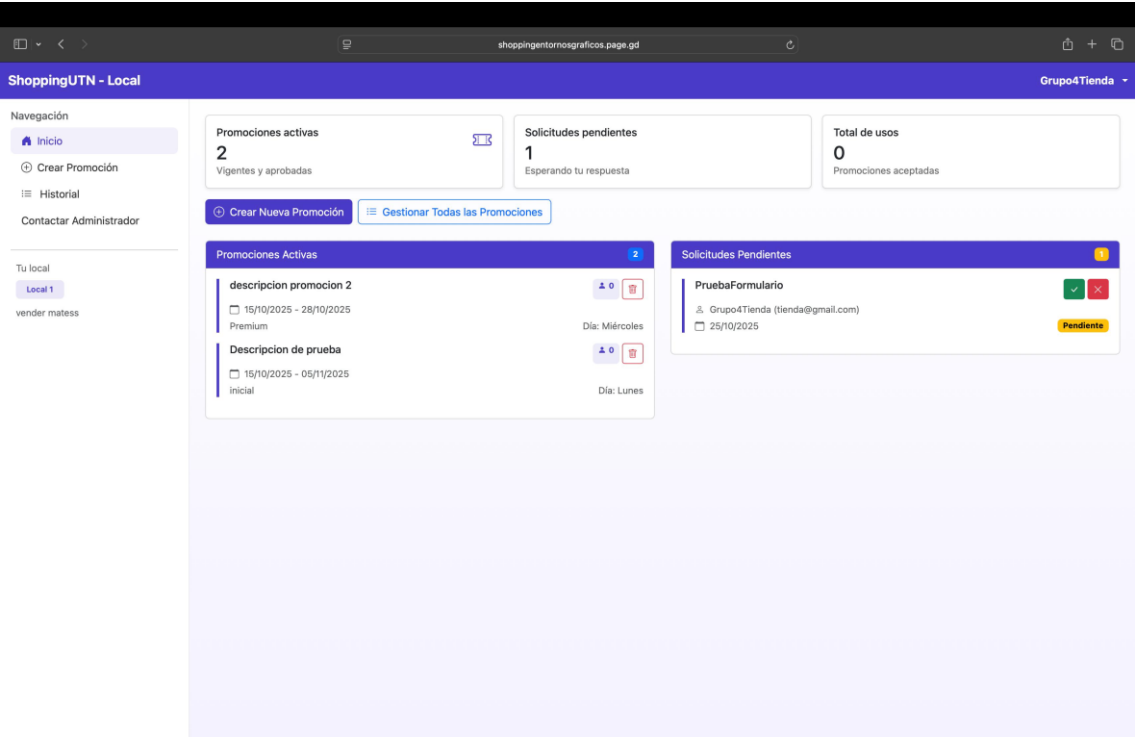 shoppingentornosgraficos.page.gd
ShoppingUTN - Local
Grupo4Tienda
Navegación
Inicio
Crear Promoción
Historial
Contactar Administrador
Tu local
Local 1
vender matess
Promociones activas
2
Vigentes y aprobadas
Solicitudes pendientes
1
Esperando tu respuesta
Total de usos
0
Promociones aceptadas
Crear Nueva Promoción
Gestionar Todas las Promociones
Promociones Activas 2
descripcion promocion 2 0
15/10/2025 - 28/10/2025
Premium Día: Miércoles
Descripcion de prueba 0
15/10/2025 - 05/11/2025
inicial Día: Lunes
Solicitudes Pendientes 1
PruebaFormulario
Grupo4Tienda (tienda@gmail.com)
25/10/2025 Pendiente